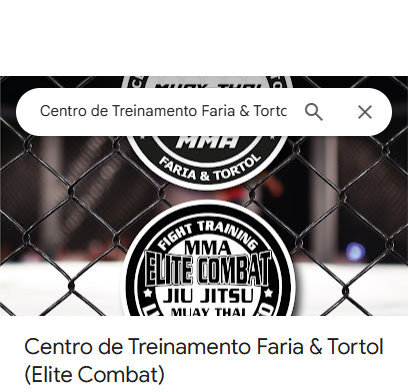 MUAY THAI
Centro de Treinamento Faria & Torto
MMA
FARIA & TORTOL
FIGHT TRAINING
MMA
ELITE COMBAT
JIU JITSU
MUAY THAI
Centro de Treinamento Faria & Tortol
(Elite Combat)